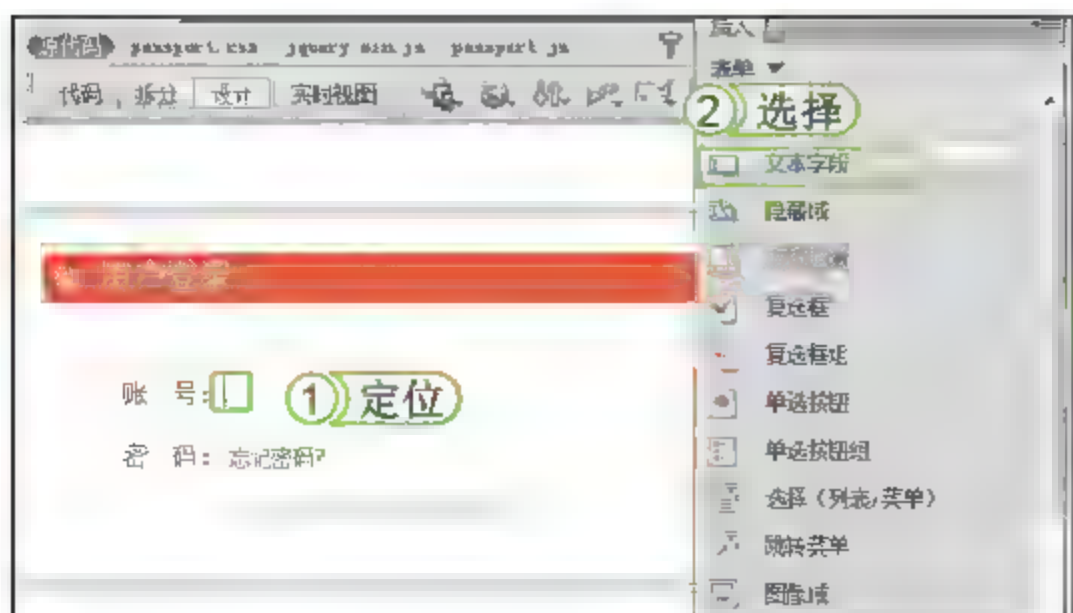 源代码 passport.css jquery.min.js passport.js
代码 拆分 设计 实时视图
账 号:
① 定位
密 码: 忘记密码?
插入
表单
② 选择
文本字段
隐藏域
复选框
复选框组
单选按钮
单选按钮组
选择(列表/菜单)
跳转菜单
图像域